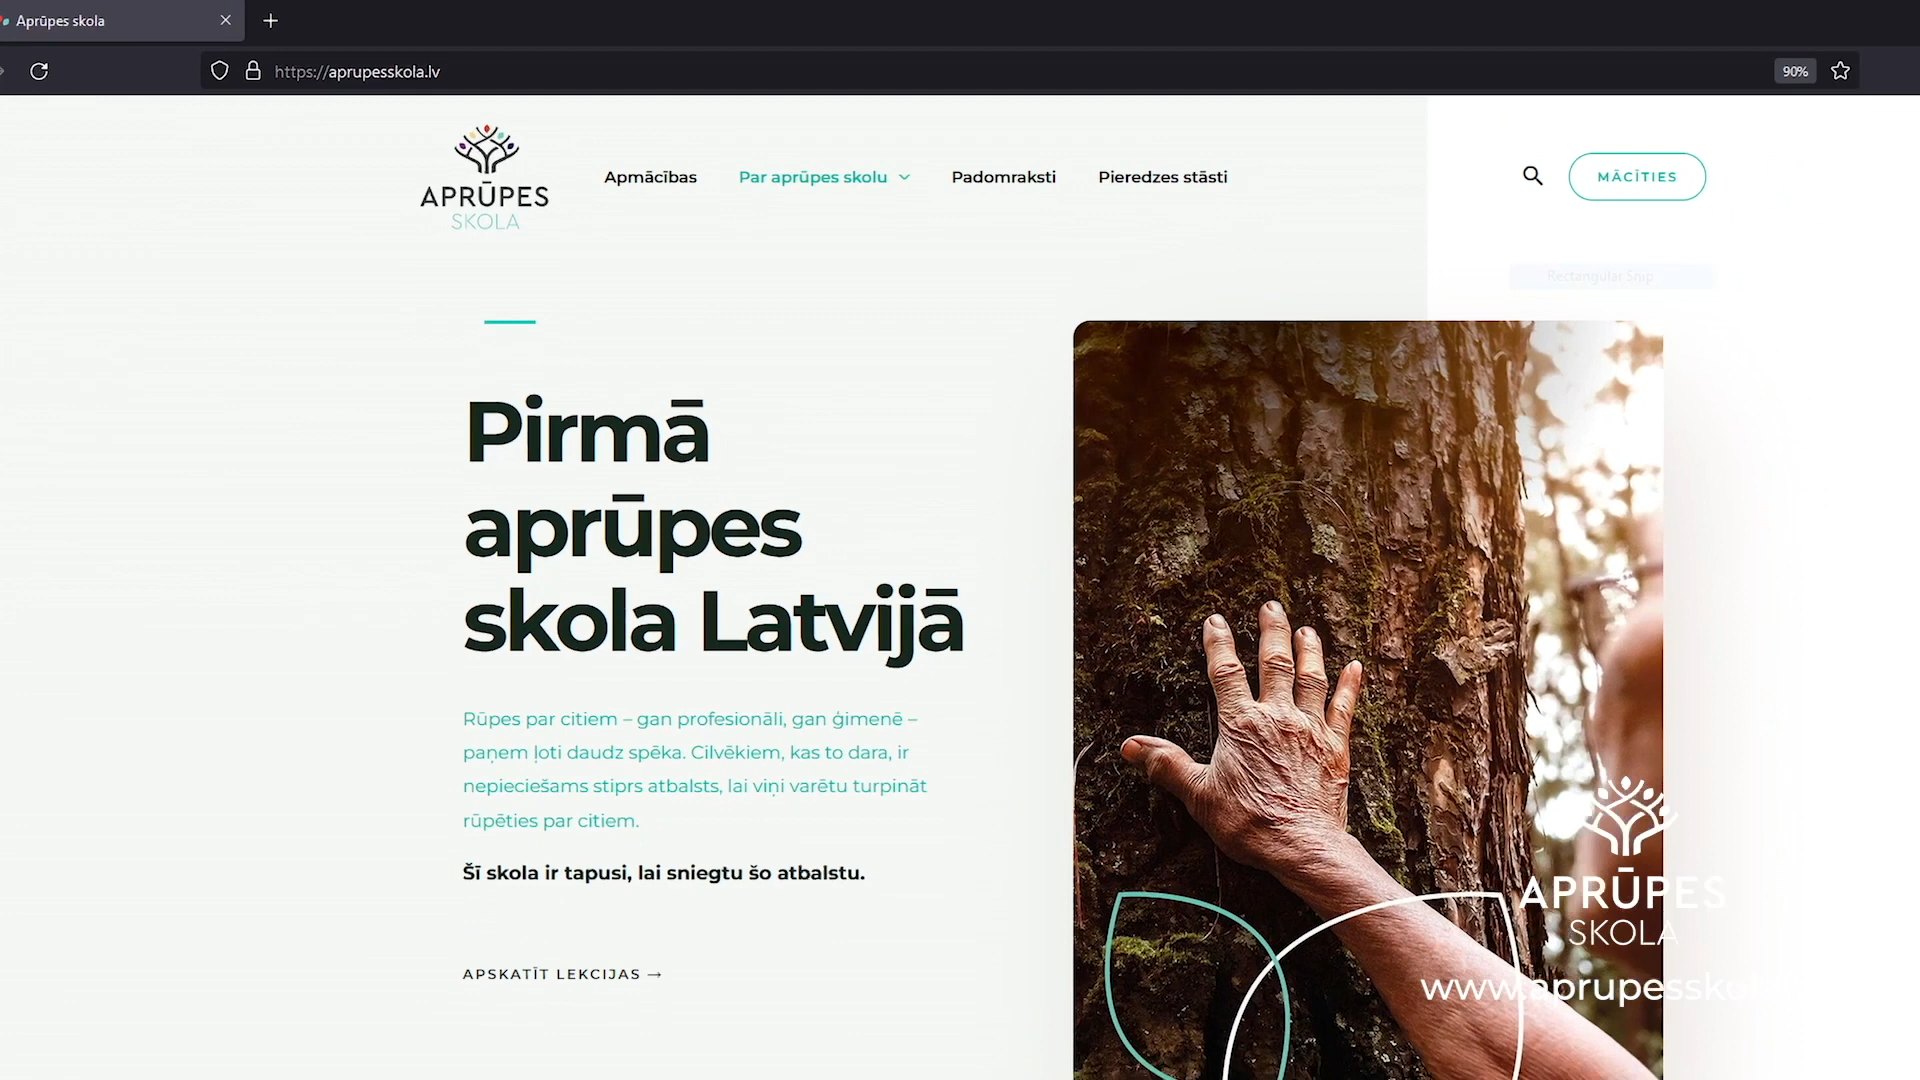 Aprūpes skola
https://aprupesskola.lv
90%
APRŪPES
SKOLA
Apmācības
Par aprūpes skolu
Padomraksti
Pieredzes stāsti
MĀCĪTIES
Rectangular Snip
Pirmā
aprūpes
skola Latvijā
Rūpes par citiem – gan profesionāli, gan ģimenē –
paņem ļoti daudz spēka. Cilvēkiem, kas to dara, ir
nepieciešams stiprs atbalsts, lai viņi varētu turpināt
rūpēties par citiem.
Šī skola ir tapusi, lai sniegtu šo atbalstu.
APSKATĪT LEKCIJAS →
APRŪPES
SKOLA